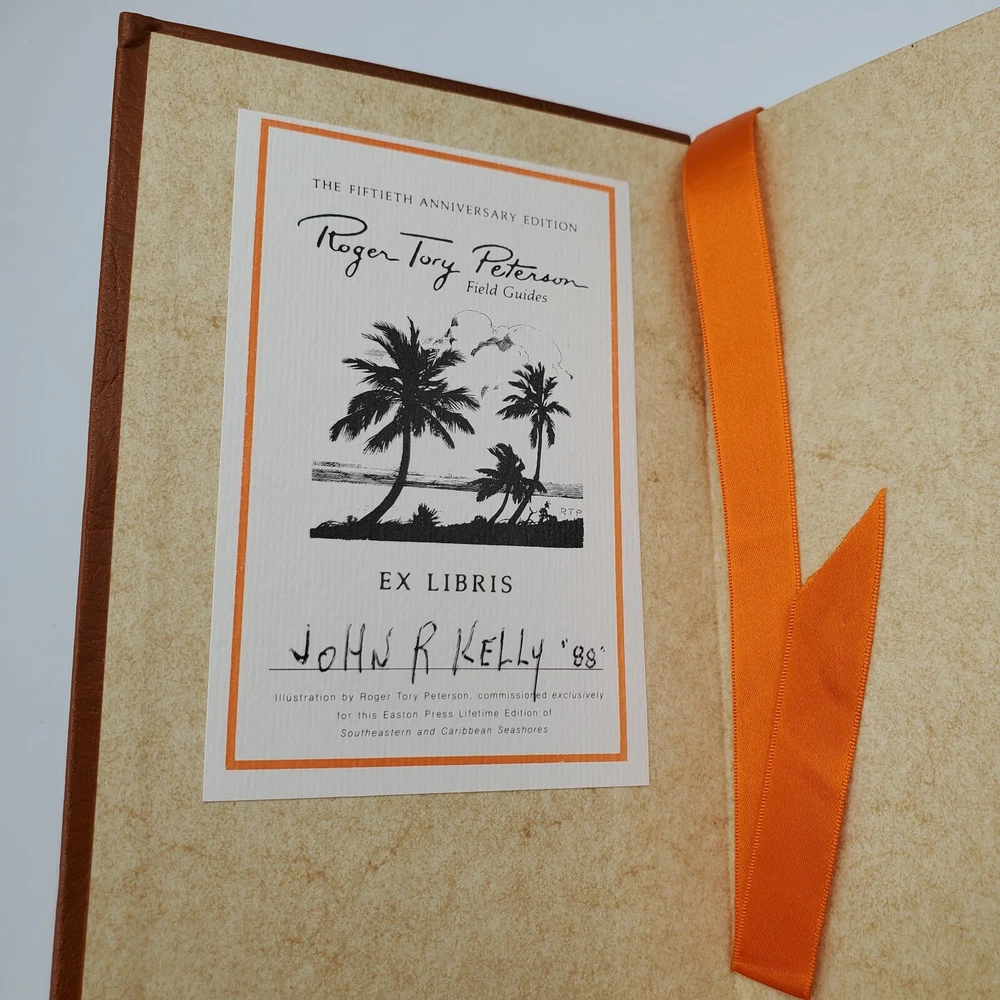 THE FIFTIETH ANNIVERSARY EDITION
Roger Tory Peterson
Field Guides
RTP
EX LIBRIS
JOHN R KELLY "88"
Illustration by Roger Tory Peterson, commissioned exclusively
for this Easton Press Lifetime Edition of
Southeastern and Caribbean Seashores